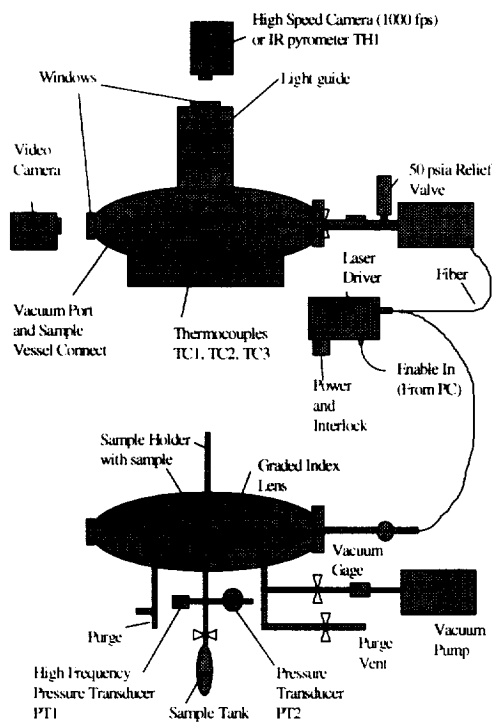 High Speed Camera (1000 fps)
or IR pyrometer TH1
Windows
Light guide
Video
Camera
50 psia Relief
Valve
Laser
Driver
Fiber
Vacuum Port
and Sample
Vessel Connect
Thermocouples
TC1, TC2, TC3
Enable In
(From PC)
Power
and
Interlock
Sample Holder
with sample
Graded Index
Lens
Vacuum
Gage
Purge
Purge
Vent
Vacuum
Pump
High Frequency
Pressure Transducer
PT1
Sample Tank
Pressure
Transducer
PT2